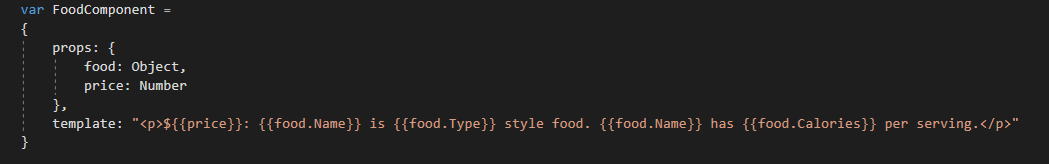 var FoodComponent =
{
    props: {
        food: Object,
        price: Number
    },
    template: "<p>${{price}}: {{food.Name}} is {{food.Type}} style food. {{food.Name}} has {{food.Calories}} per serving.</p>"
}